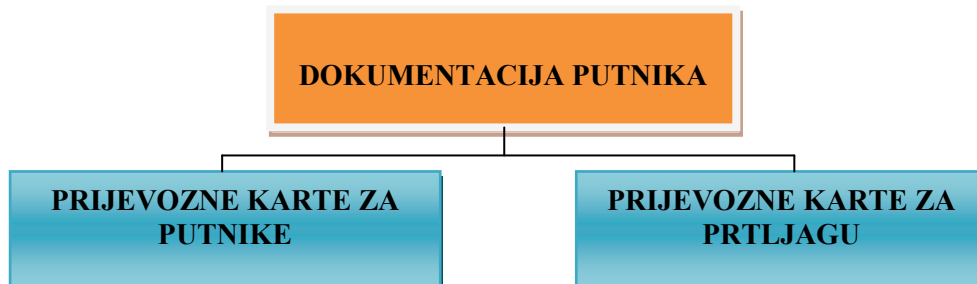 DOKUMENTACIJA PUTNIKA
PRIJEVOZNE KARTE ZA
PUTNIKE
PRIJEVOZNE KARTE ZA
PRTLJAGU